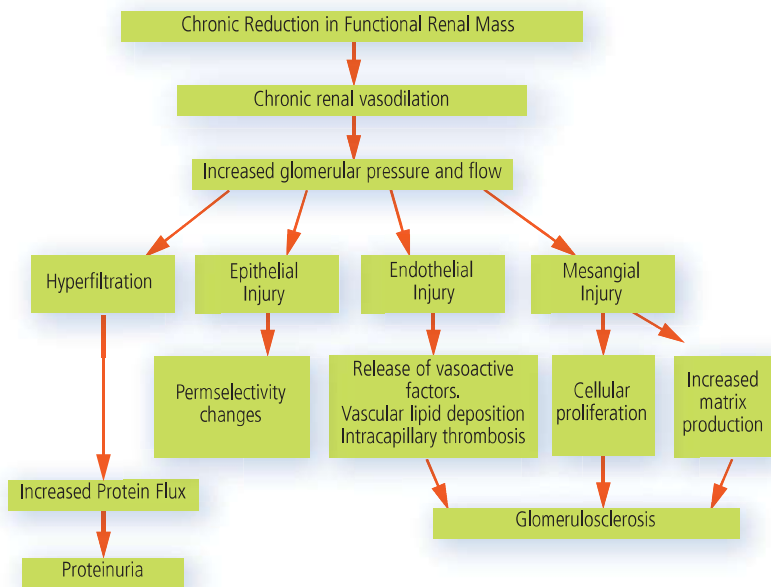 Chronic Reduction in Functional Renal Mass
Chronic renal vasodilation
Increased glomerular pressure and flow
Hyperfiltration
Epithelial
Injury
Endothelial
Injury
Mesangial
Injury
Permselectivity
changes
Release of vasoactive
factors.
Vascular lipid deposition
Intracapillary thrombosis
Cellular
proliferation
Increased
matrix
production
Increased Protein Flux
Glomerulosclerosis
Proteinuria